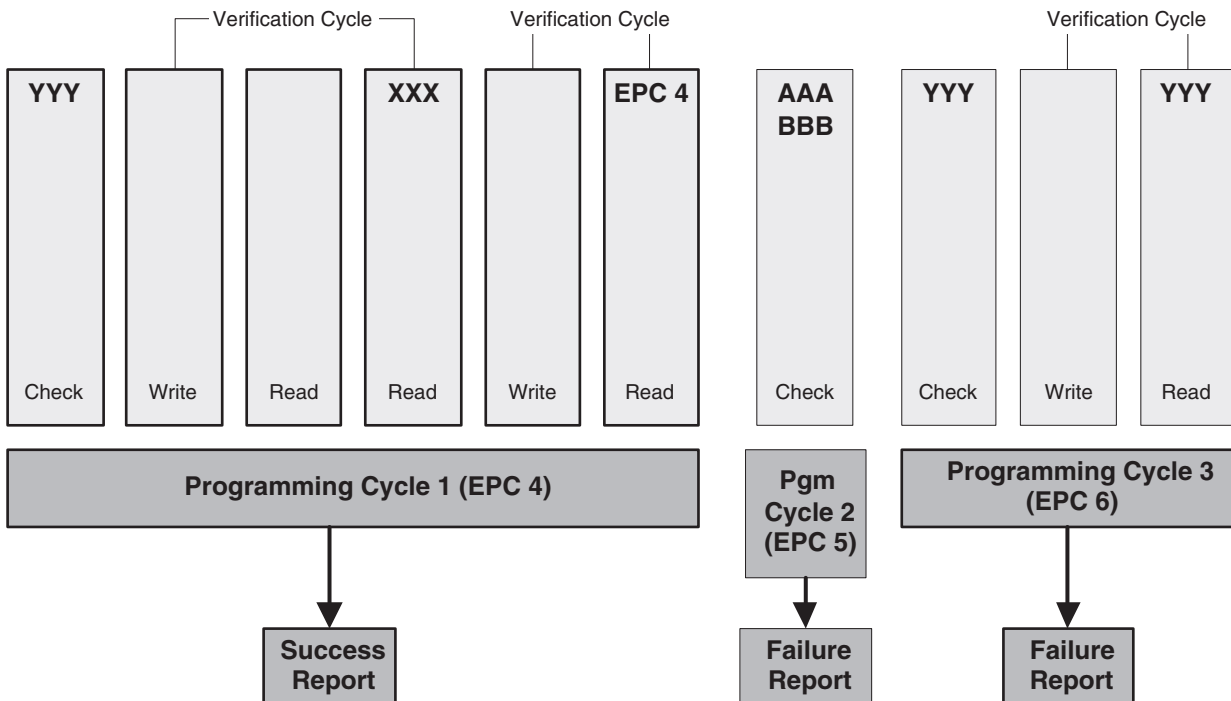 Verification Cycle
Verification Cycle
Verification Cycle
YYY
XXX
EPC 4
AAA
BBB
YYY
YYY
Check
Write
Read
Read
Write
Read
Check
Check
Write
Read
Programming Cycle 1 (EPC 4)
Pgm
Cycle 2
(EPC 5)
Programming Cycle 3
(EPC 6)
Success
Report
Failure
Report
Failure
Report